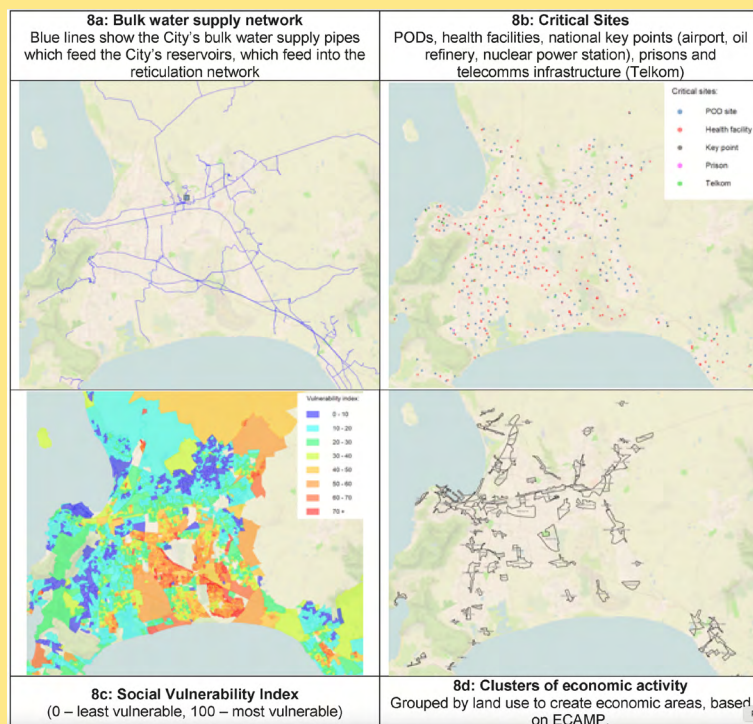 8a: Bulk water supply network
Blue lines show the City's bulk water supply pipes
which feed the City's reservoirs, which feed into the
reticulation network
8b: Critical Sites
PODs, health facilities, national key points (airport, oil
refinery, nuclear power station), prisons and
telecomms infrastructure (Telkom)
Critical sites:
POD site
Health facility
Key point
Prison
Telkom
Vulnerability index:
0 - 10
10 - 20
20 - 30
30 - 40
40 - 50
50 - 60
60 - 70
70 +
8c: Social Vulnerability Index
(0 – least vulnerable, 100 – most vulnerable)
8d: Clusters of economic activity
Grouped by land use to create economic areas, based
on ECAMP.